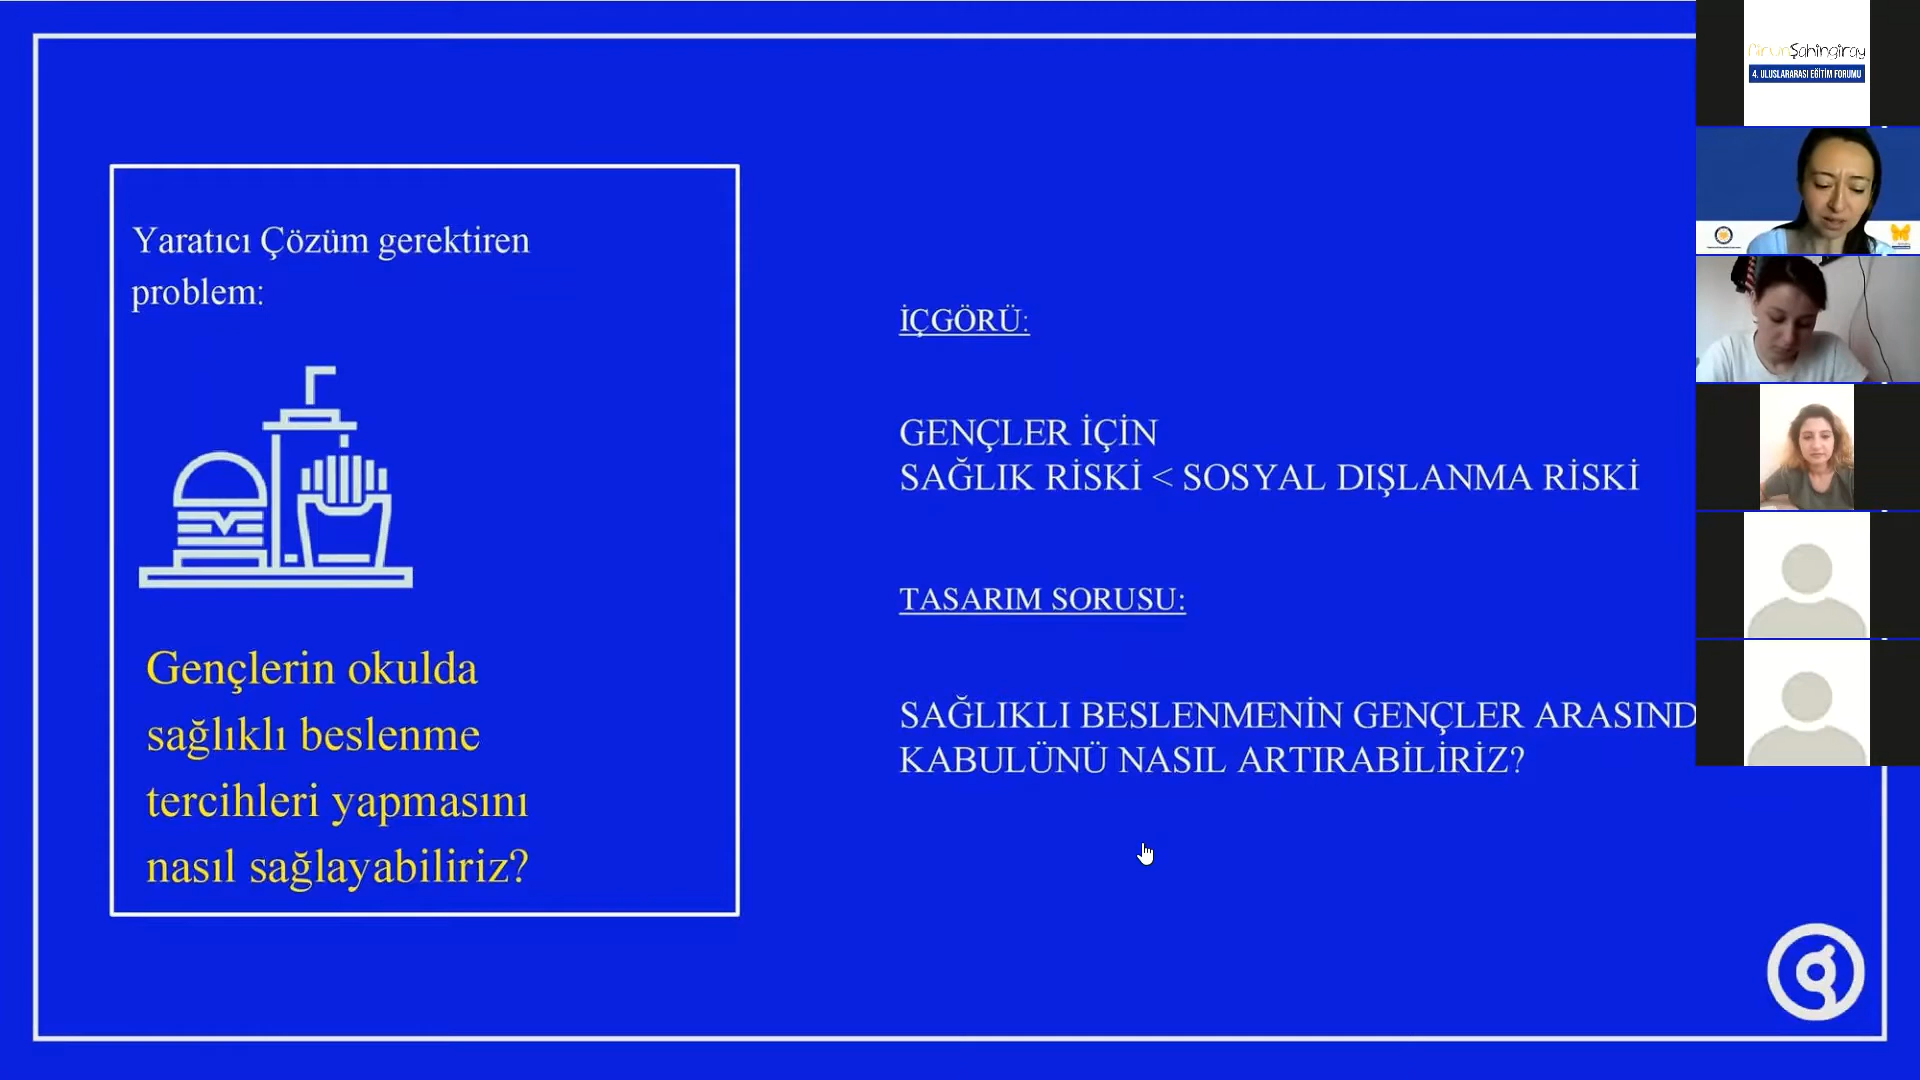 Yaratıcı Çözüm gerektiren
problem:
Gençlerin okulda
sağlıklı beslenme
tercihleri yapmasını
nasıl sağlayabiliriz?
İÇGÖRÜ:
GENÇLER İÇİN
SAĞLIK RİSKİ < SOSYAL DIŞLANMA RİSKİ
TASARIM SORUSU:
SAĞLIKLI BESLENMENİN GENÇLER ARASIND
KABULÜNÜ NASIL ARTIRABİLİRİZ?
Şahingiray
4. ULUSLARARASI EĞİTİM FORUMU